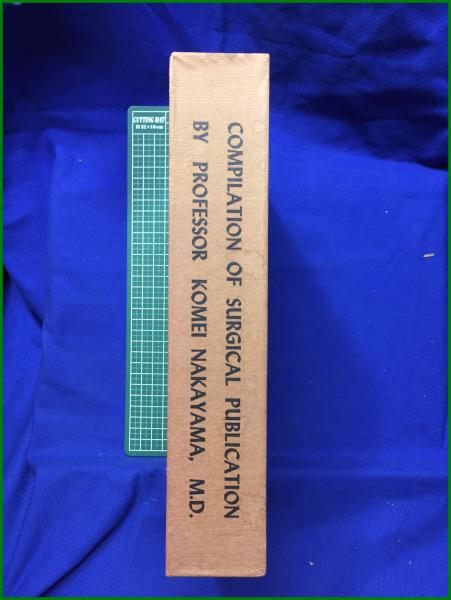 COMPILATION OF SURGICAL PUBLICATION
BY PROFESSOR KOMEI NAKAYAMA, M.D.
CUTTING MAT